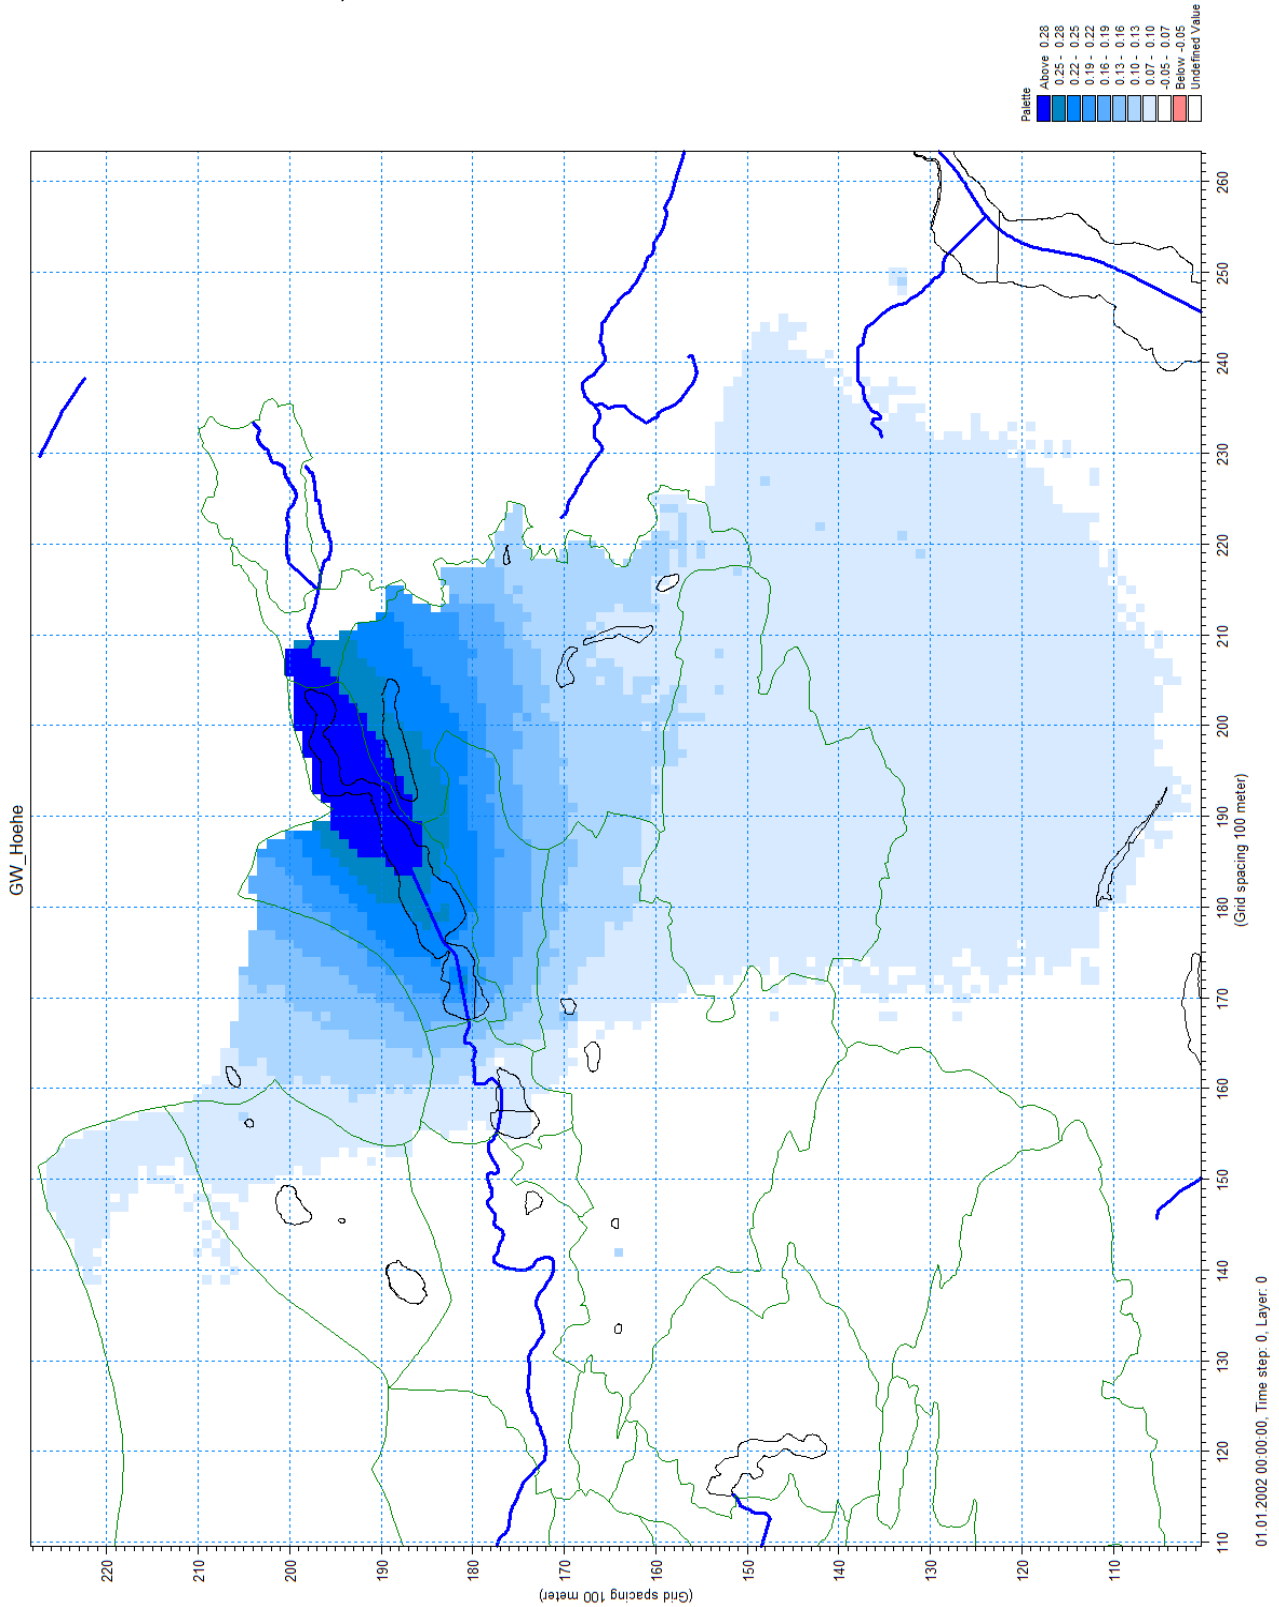 GW_Hoehe
Palette
Above 0.28
0.25 - 0.28
0.22 - 0.25
0.19 - 0.22
0.16 - 0.19
0.13 - 0.16
0.10 - 0.13
0.07 - 0.10
-0.05 - 0.07
Below -0.05
Undefined Value
260
250
240
230
220
210
200
190
180
170
160
150
140
130
120
110
(Grid spacing 100 meter)
220
210
200
190
180
170
160
150
140
130
120
110
(Grid spacing 100 meter)
01.01.2002 00:00:00, Time step: 0, Layer: 0